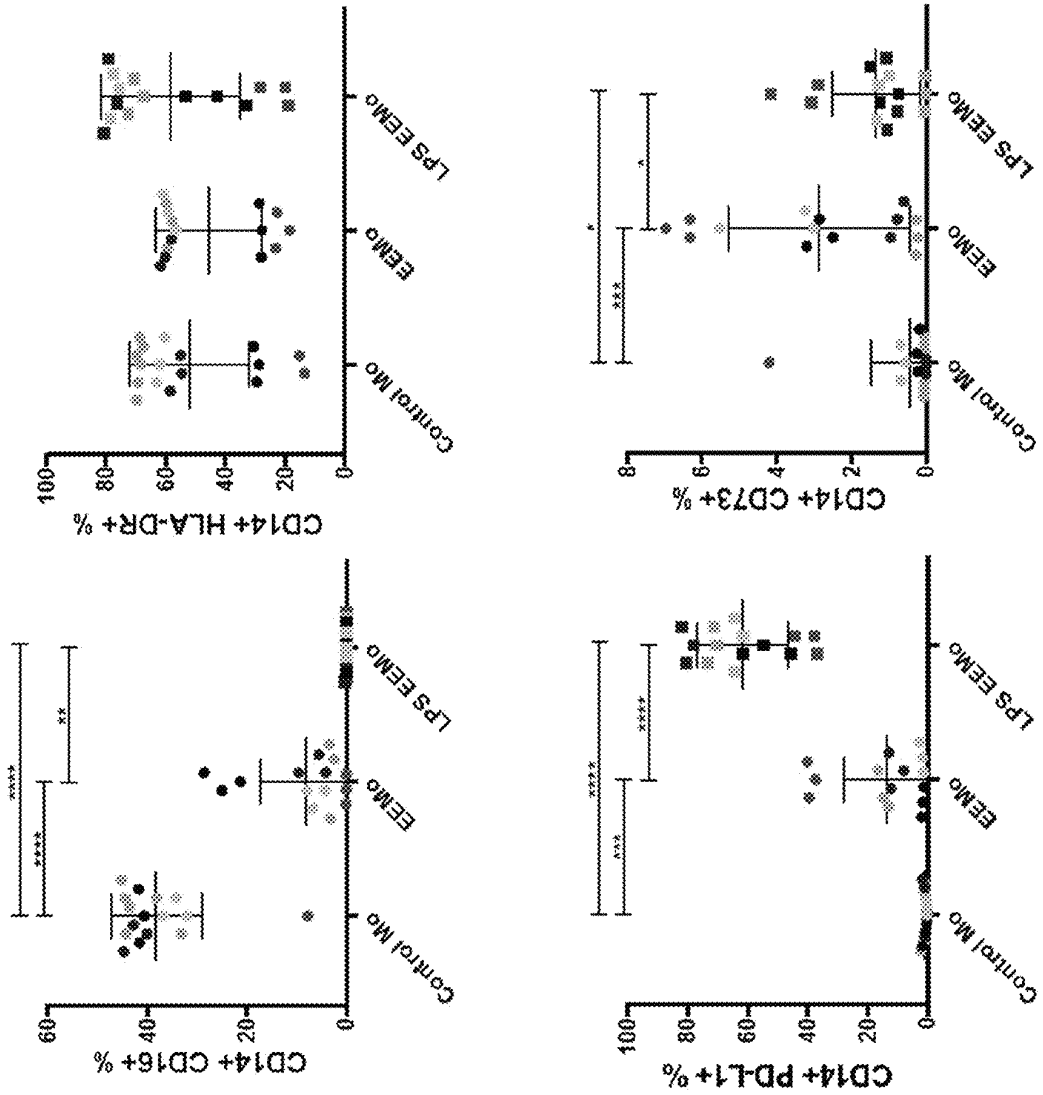 CD14+ CD16+ %
60
40
20
0
****
****
**
Control Mo
EEMo
LPS EEMo
CD14+ HLA-DR+ %
100
80
60
40
20
0
Control Mo
EEMo
LPS EEMo
CD14+ PD-L1+ %
100
80
60
40
20
0
****
***
****
Control Mo
EEMo
LPS EEMo
CD14+ CD73+ %
8
6
4
2
0
*
***
*
Control Mo
EEMo
LPS EEMo